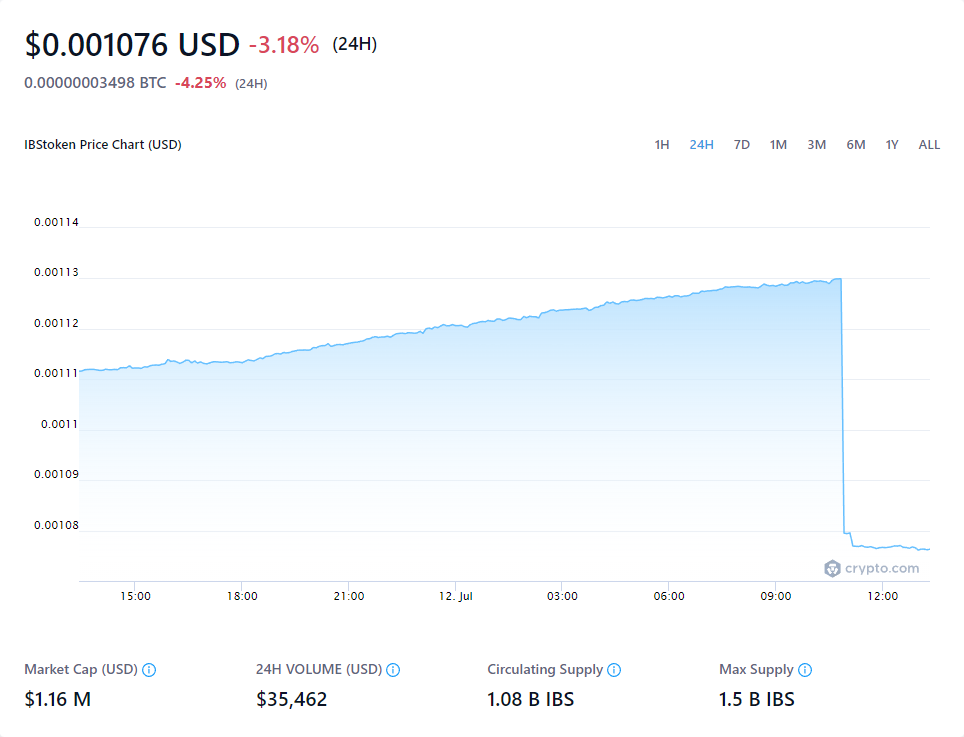 $0.001076 USD -3.18% (24H)
0.00000003498 BTC -4.25% (24H)
IBStoken Price Chart (USD)
1H 24H 7D 1M 3M 6M 1Y ALL
0.00114
0.00113
0.00112
0.00111
0.0011
0.00109
0.00108
crypto.com
15:00 18:00 21:00 12. Jul 03:00 06:00 09:00 12:00
Market Cap (USD) 24H VOLUME (USD) Circulating Supply Max Supply
$1.16 M $35,462 1.08 B IBS 1.5 B IBS